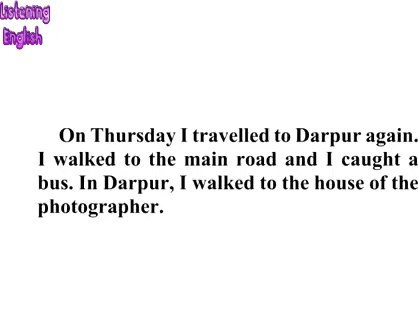 Listening
English
On Thursday I travelled to Darpur again.
I walked to the main road and I caught a
bus. In Darpur, I walked to the house of the
photographer.